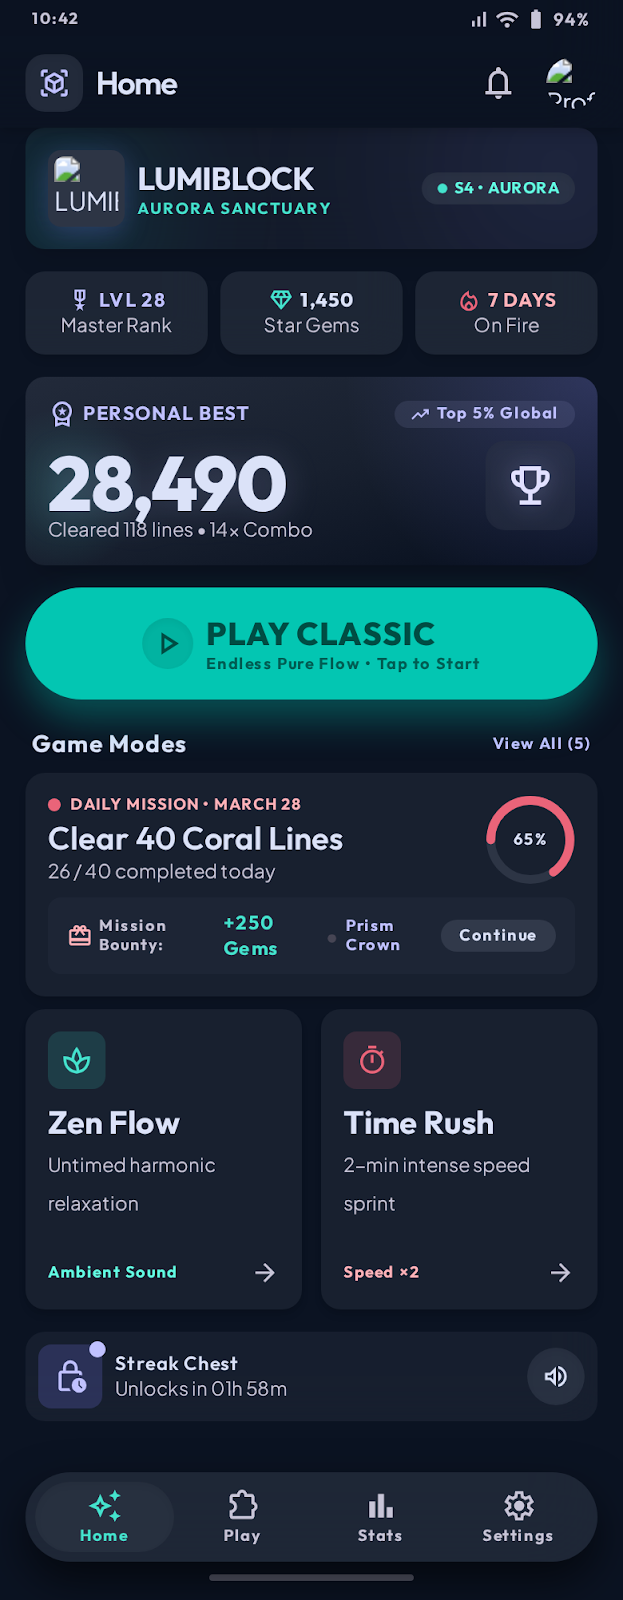 10:42
94%
Home
Prof
LUMIBLOCK
LUMII
AURORA SANCTUARY
S4 • AURORA
LVL 28
Master Rank
1,450
Star Gems
7 DAYS
On Fire
PERSONAL BEST
Top 5% Global
28,490
Cleared 118 lines • 14x Combo
PLAY CLASSIC
Endless Pure Flow • Tap to Start
Game Modes
View All (5)
DAILY MISSION • MARCH 28
Clear 40 Coral Lines
26 / 40 completed today
65%
Mission
Bounty:
+250
Gems
Prism
Crown
Continue
Zen Flow
Untimed harmonic
relaxation
Ambient Sound
Time Rush
2–min intense speed
sprint
Speed ×2
Streak Chest
Unlocks in 01h 58m
Home
Play
Stats
Settings